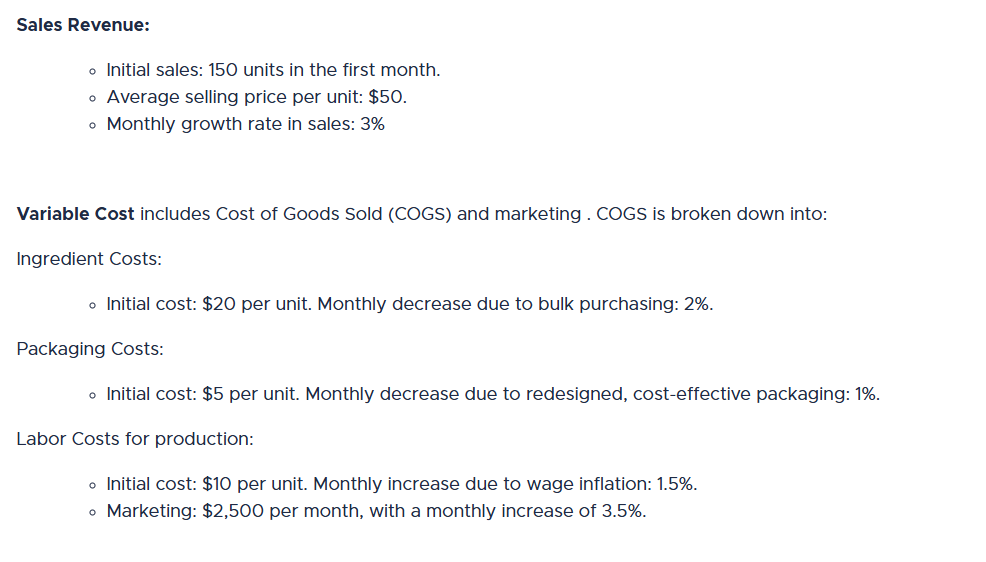 Sales Revenue:
Initial sales: 150 units in the first month.
Average selling price per unit: $50.
Monthly growth rate in sales: 3%
Variable Cost includes Cost of Goods Sold (COGS) and marketing . COGS is broken down into:
Ingredient Costs:
Initial cost: $20 per unit. Monthly decrease due to bulk purchasing: 2%.
Packaging Costs:
Initial cost: $5 per unit. Monthly decrease due to redesigned, cost-effective packaging: 1%.
Labor Costs for production:
Initial cost: $10 per unit. Monthly increase due to wage inflation: 1.5%.
Marketing: $2,500 per month, with a monthly increase of 3.5%.